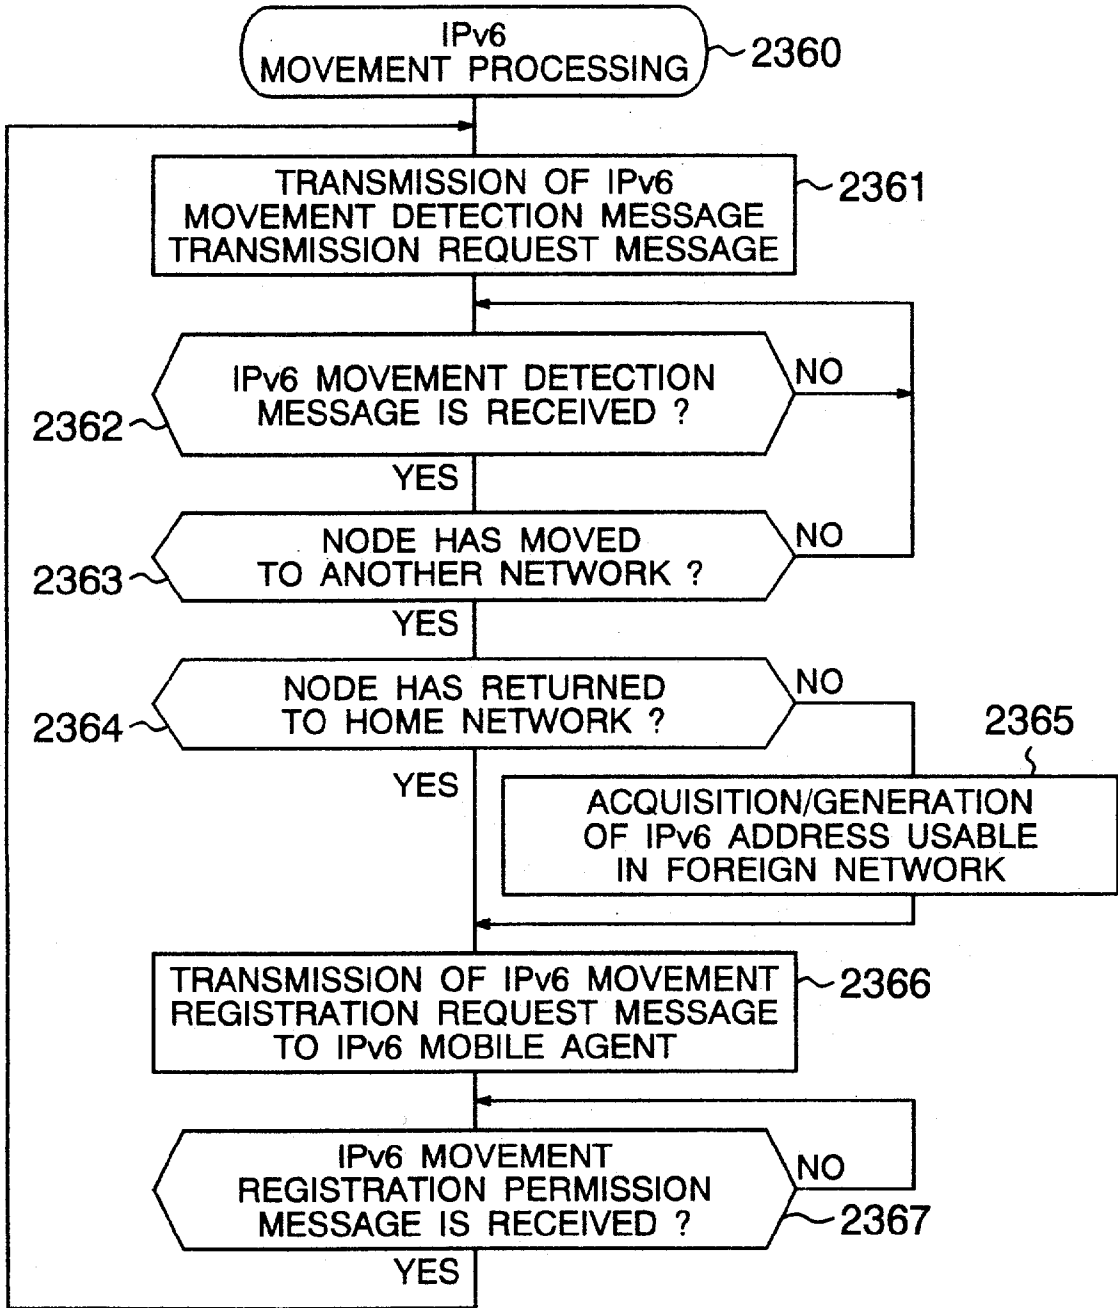 IPv6
MOVEMENT PROCESSING
2360
TRANSMISSION OF IPv6
MOVEMENT DETECTION MESSAGE
TRANSMISSION REQUEST MESSAGE
2361
IPv6 MOVEMENT DETECTION
MESSAGE IS RECEIVED ?
NO
2362
YES
NODE HAS MOVED
TO ANOTHER NETWORK ?
NO
2363
YES
NODE HAS RETURNED
TO HOME NETWORK ?
NO
2364
YES
2365
ACQUISITION/GENERATION
OF IPv6 ADDRESS USABLE
IN FOREIGN NETWORK
TRANSMISSION OF IPv6 MOVEMENT
REGISTRATION REQUEST MESSAGE
TO IPv6 MOBILE AGENT
2366
IPv6 MOVEMENT
REGISTRATION PERMISSION
MESSAGE IS RECEIVED ?
NO
2367
YES